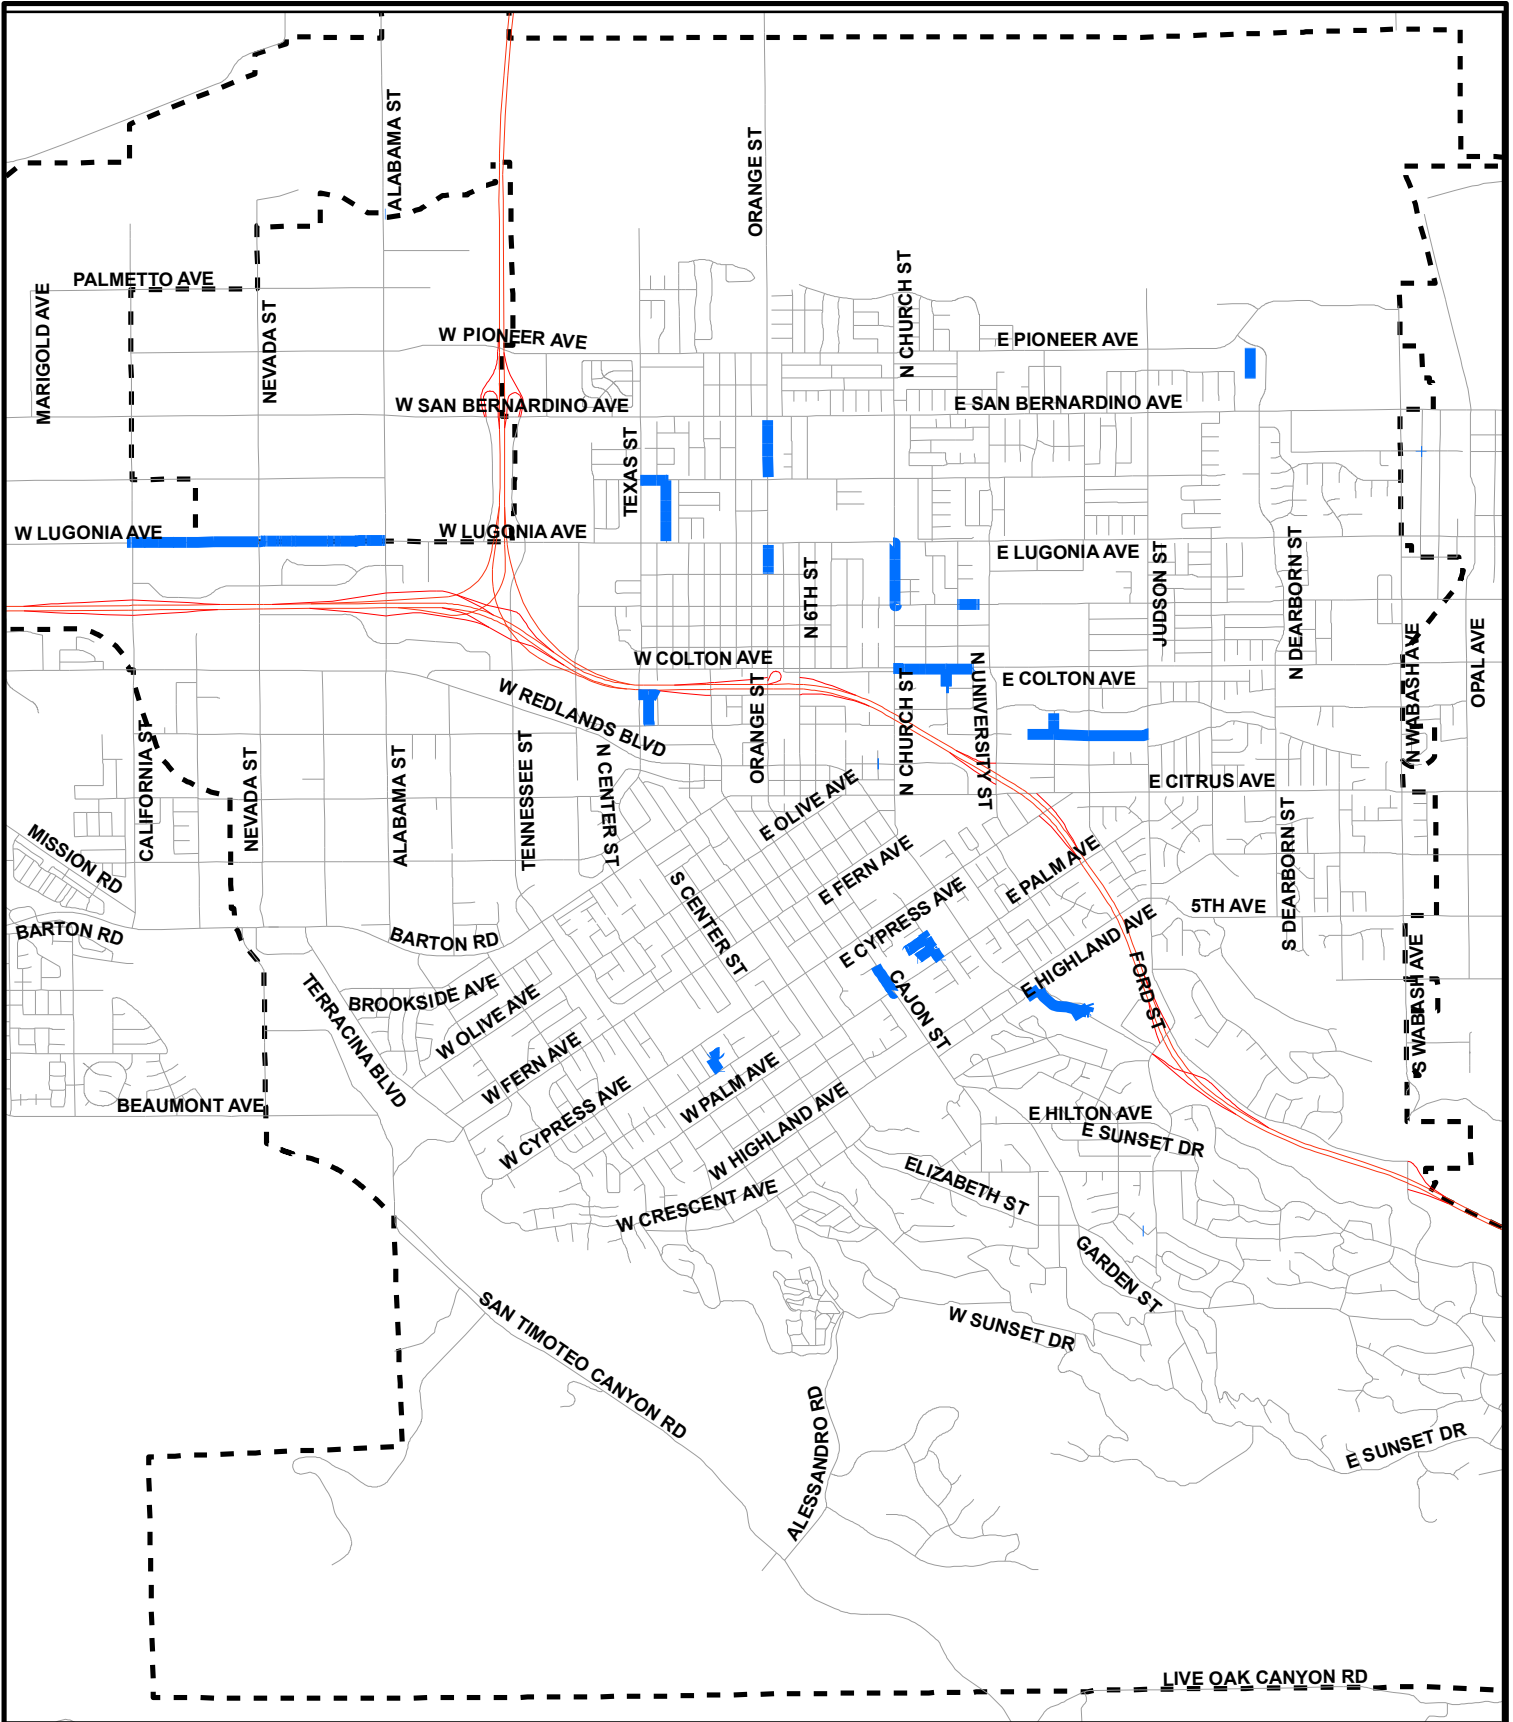 ALABAMA ST
ORANGE ST
PALMETTO AVE
MARIGOLD AVE
NEVADA ST
W PIONEER AVE
N CHURCH ST
E PIONEER AVE
W SAN BERNARDINO AVE
E SAN BERNARDINO AVE
TEXAS ST
W LUGONIA AVE
W LUGONIA AVE
E LUGONIA AVE
N 6TH ST
JUDSON ST
N DEARBORN ST
W COLTON AVE
E COLTON AVE
N WABASH AVE
OPAL AVE
W REDLANDS BLVD
ORANGE ST
N CHURCH ST
N UNIVERSITY ST
CALIFORNIA ST
NEVADA ST
ALABAMA ST
TENNESSEE ST
N CENTER ST
E CITRUS AVE
E OLIVE AVE
MISSION RD
E FERN AVE
E PALM AVE
S DEARBORN ST
S CENTER ST
E CYPRESS AVE
5TH AVE
BARTON RD
BARTON RD
E HIGHLAND AVE
FORD ST
S WABASH AVE
TERRACINA BLVD
BROOKSIDE AVE
W OLIVE AVE
CAJON ST
W FERN AVE
BEAUMONT AVE
W CYPRESS AVE
W PALM AVE
W HIGHLAND AVE
E HILTON AVE
E SUNSET DR
ELIZABETH ST
W CRESCENT AVE
GARDEN ST
SAN TIMOTEO CANYON RD
W SUNSET DR
ALESSANDRO RD
E SUNSET DR
LIVE OAK CANYON RD